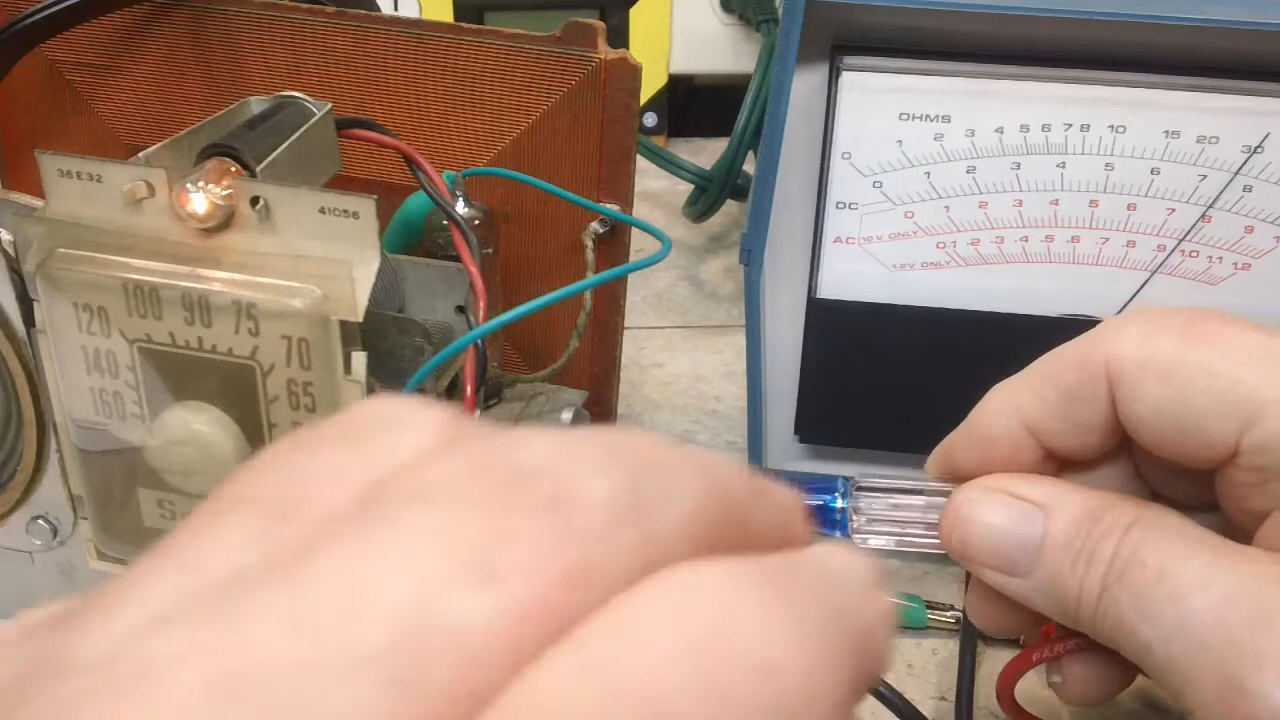 36E32
41056
120 100 90 75 70
140 65
160
S
OHMS
0 1 2 3 4 5 6 7 8 10 15 20 30
0 1 2 3 4 5 6 7 8
DC
0 1 2 3 4 5 6 7 8 9 1
AC 10 V ONLY
0.1 .2 .3 .4 .5 .6 .7 .8 .9 1.0 1.1 1.2
12V ONLY